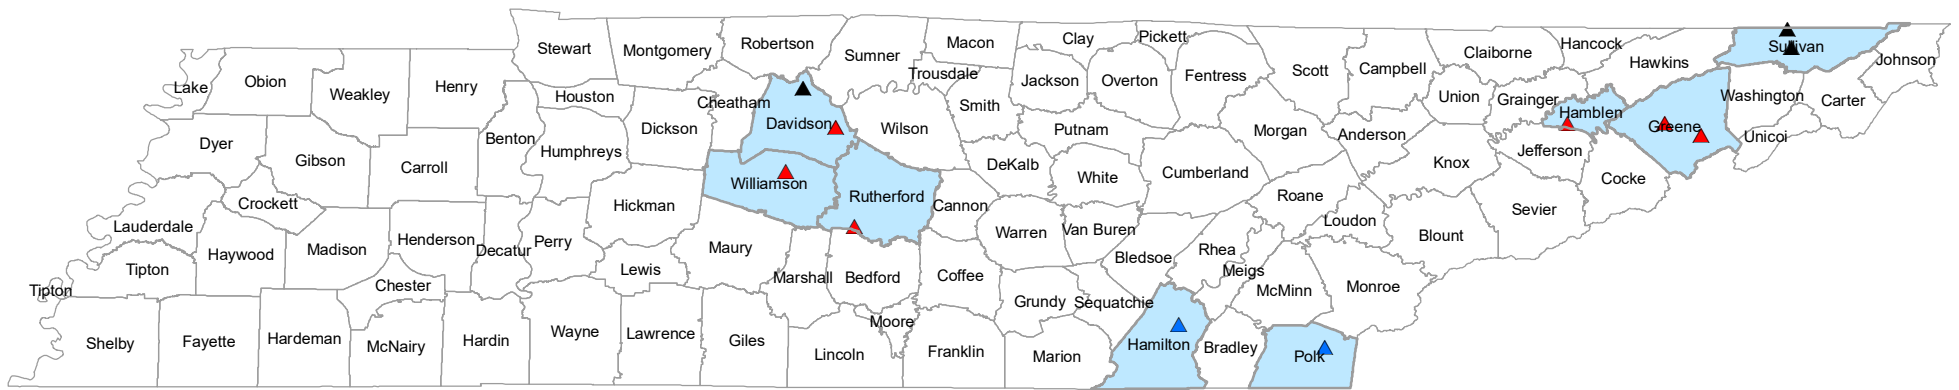 Stewart
Montgomery
Robertson
Sumner
Macon
Clay
Pickett
Scott
Campbell
Claiborne
Hancock
Hawkins
Sullivan
Johnson
Lake
Obion
Weakley
Henry
Houston
Cheatham
Trousdale
Jackson
Overton
Fentress
Union
Grainger
Hamblen
Greene
Washington
Carter
Unicoi
Dyer
Gibson
Carroll
Benton
Humphreys
Dickson
Davidson
Wilson
Smith
Putnam
Morgan
Anderson
Knox
Jefferson
Cocke
Crockett
Lauderdale
Haywood
Madison
Henderson
Decatur
Perry
Hickman
Williamson
Rutherford
Cannon
DeKalb
White
Cumberland
Roane
Loudon
Blount
Sevier
Tipton
Tipton
Chester
Lewis
Maury
Marshall
Bedford
Coffee
Warren
Van Buren
Bledsoe
Rhea
Meigs
McMinn
Monroe
Shelby
Fayette
Hardeman
McNairy
Hardin
Wayne
Lawrence
Giles
Lincoln
Moore
Franklin
Grundy
Sequatchie
Marion
Hamilton
Bradley
Polk